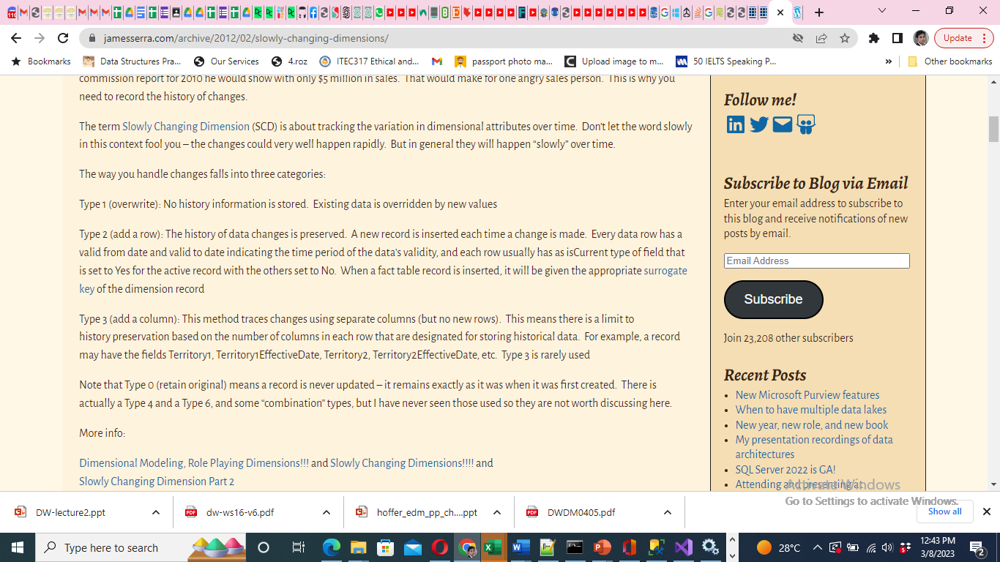 jamesserra.com/archive/2012/02/slowly-changing-dimensions/
Update
Bookmarks
Data Structures Pra...
Our Services
4.roz
ITEC317 Ethical and...
passport photo ma...
Upload image to m...
50 IELTS Speaking P...
»
Other bookmarks
commission report for 2010 he would show with only $5 million in sales.  That would make for one angry sales person.  This is why you
need to record the history of changes.
The term Slowly Changing Dimension (SCD) is about tracking the variation in dimensional attributes over time.  Don't let the word slowly
in this context fool you – the changes could very well happen rapidly.  But in general they will happen “slowly” over time.
The way you handle changes falls into three categories:
Type 1 (overwrite): No history information is stored.  Existing data is overridden by new values
Type 2 (add a row): The history of data changes is preserved.  A new record is inserted each time a change is made.  Every data row has a
valid from date and valid to date indicating the time period of the data's validity, and each row usually has as isCurrent type of field that
is set to Yes for the active record with the others set to No.  When a fact table record is inserted, it will be given the appropriate surrogate
key of the dimension record
Type 3 (add a column): This method traces changes using separate columns (but no new rows).  This means there is a limit to
history preservation based on the number of columns in each row that are designated for storing historical data.  For example, a record
may have the fields Territory1, Territory1EffectiveDate, Territory2, Territory2EffectiveDate, etc.  Type 3 is rarely used
Note that Type 0 (retain original) means a record is never updated – it remains exactly as it was when it was first created.  There is
actually a Type 4 and a Type 6, and some “combination” types, but I have never seen those used so they are not worth discussing here.
More info:
Dimensional Modeling, Role Playing Dimensions!!! and Slowly Changing Dimensions!!!! and
Slowly Changing Dimension Part 2
Follow me!
Subscribe to Blog via Email
Enter your email address to subscribe to
this blog and receive notifications of new
posts by email.
Email Address
Subscribe
Join 23,208 other subscribers
Recent Posts
New Microsoft Purview features
When to have multiple data lakes
New year, new role, and new book
My presentation recordings of data
architectures
SQL Server 2022 is GA!
Attending and presenting at
Activate Windows
Go to Settings to activate Windows.
DW-lecture2.ppt
dw-ws16-v6.pdf
hoffer_edm_pp_ch....ppt
DWDM0405.pdf
Show all
Type here to search
28°C
12:43 PM
3/8/2023
2